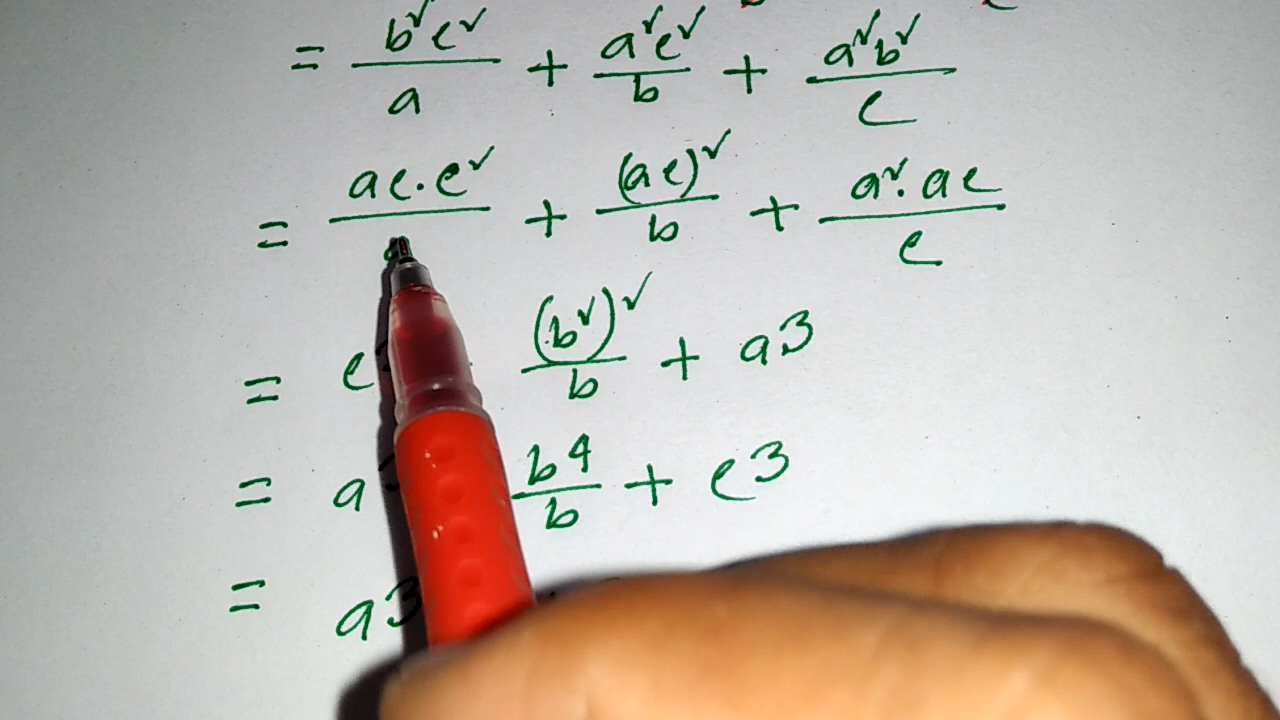 = b²c²/a + a²c²/b + a²b²/c
= ac·c²/a + (ac)²/b + a²·ac/c
= c (b²)²/b + a3
= a b4/b + c3
= a3